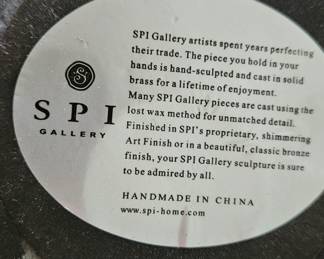 SPI Gallery artists spent years perfecting
their trade. The piece you hold in your
hands is hand-sculpted and cast in solid
brass for a lifetime of enjoyment.
Many SPI Gallery pieces are cast using the
lost wax method for unmatched detail.
Finished in SPI's proprietary, shimmering
Art Finish or in a beautiful, classic bronze
finish, your SPI Gallery sculpture is sure
to be admired by all.
HANDMADE IN CHINA
www.spi-home.com
S
SPI
GALLERY